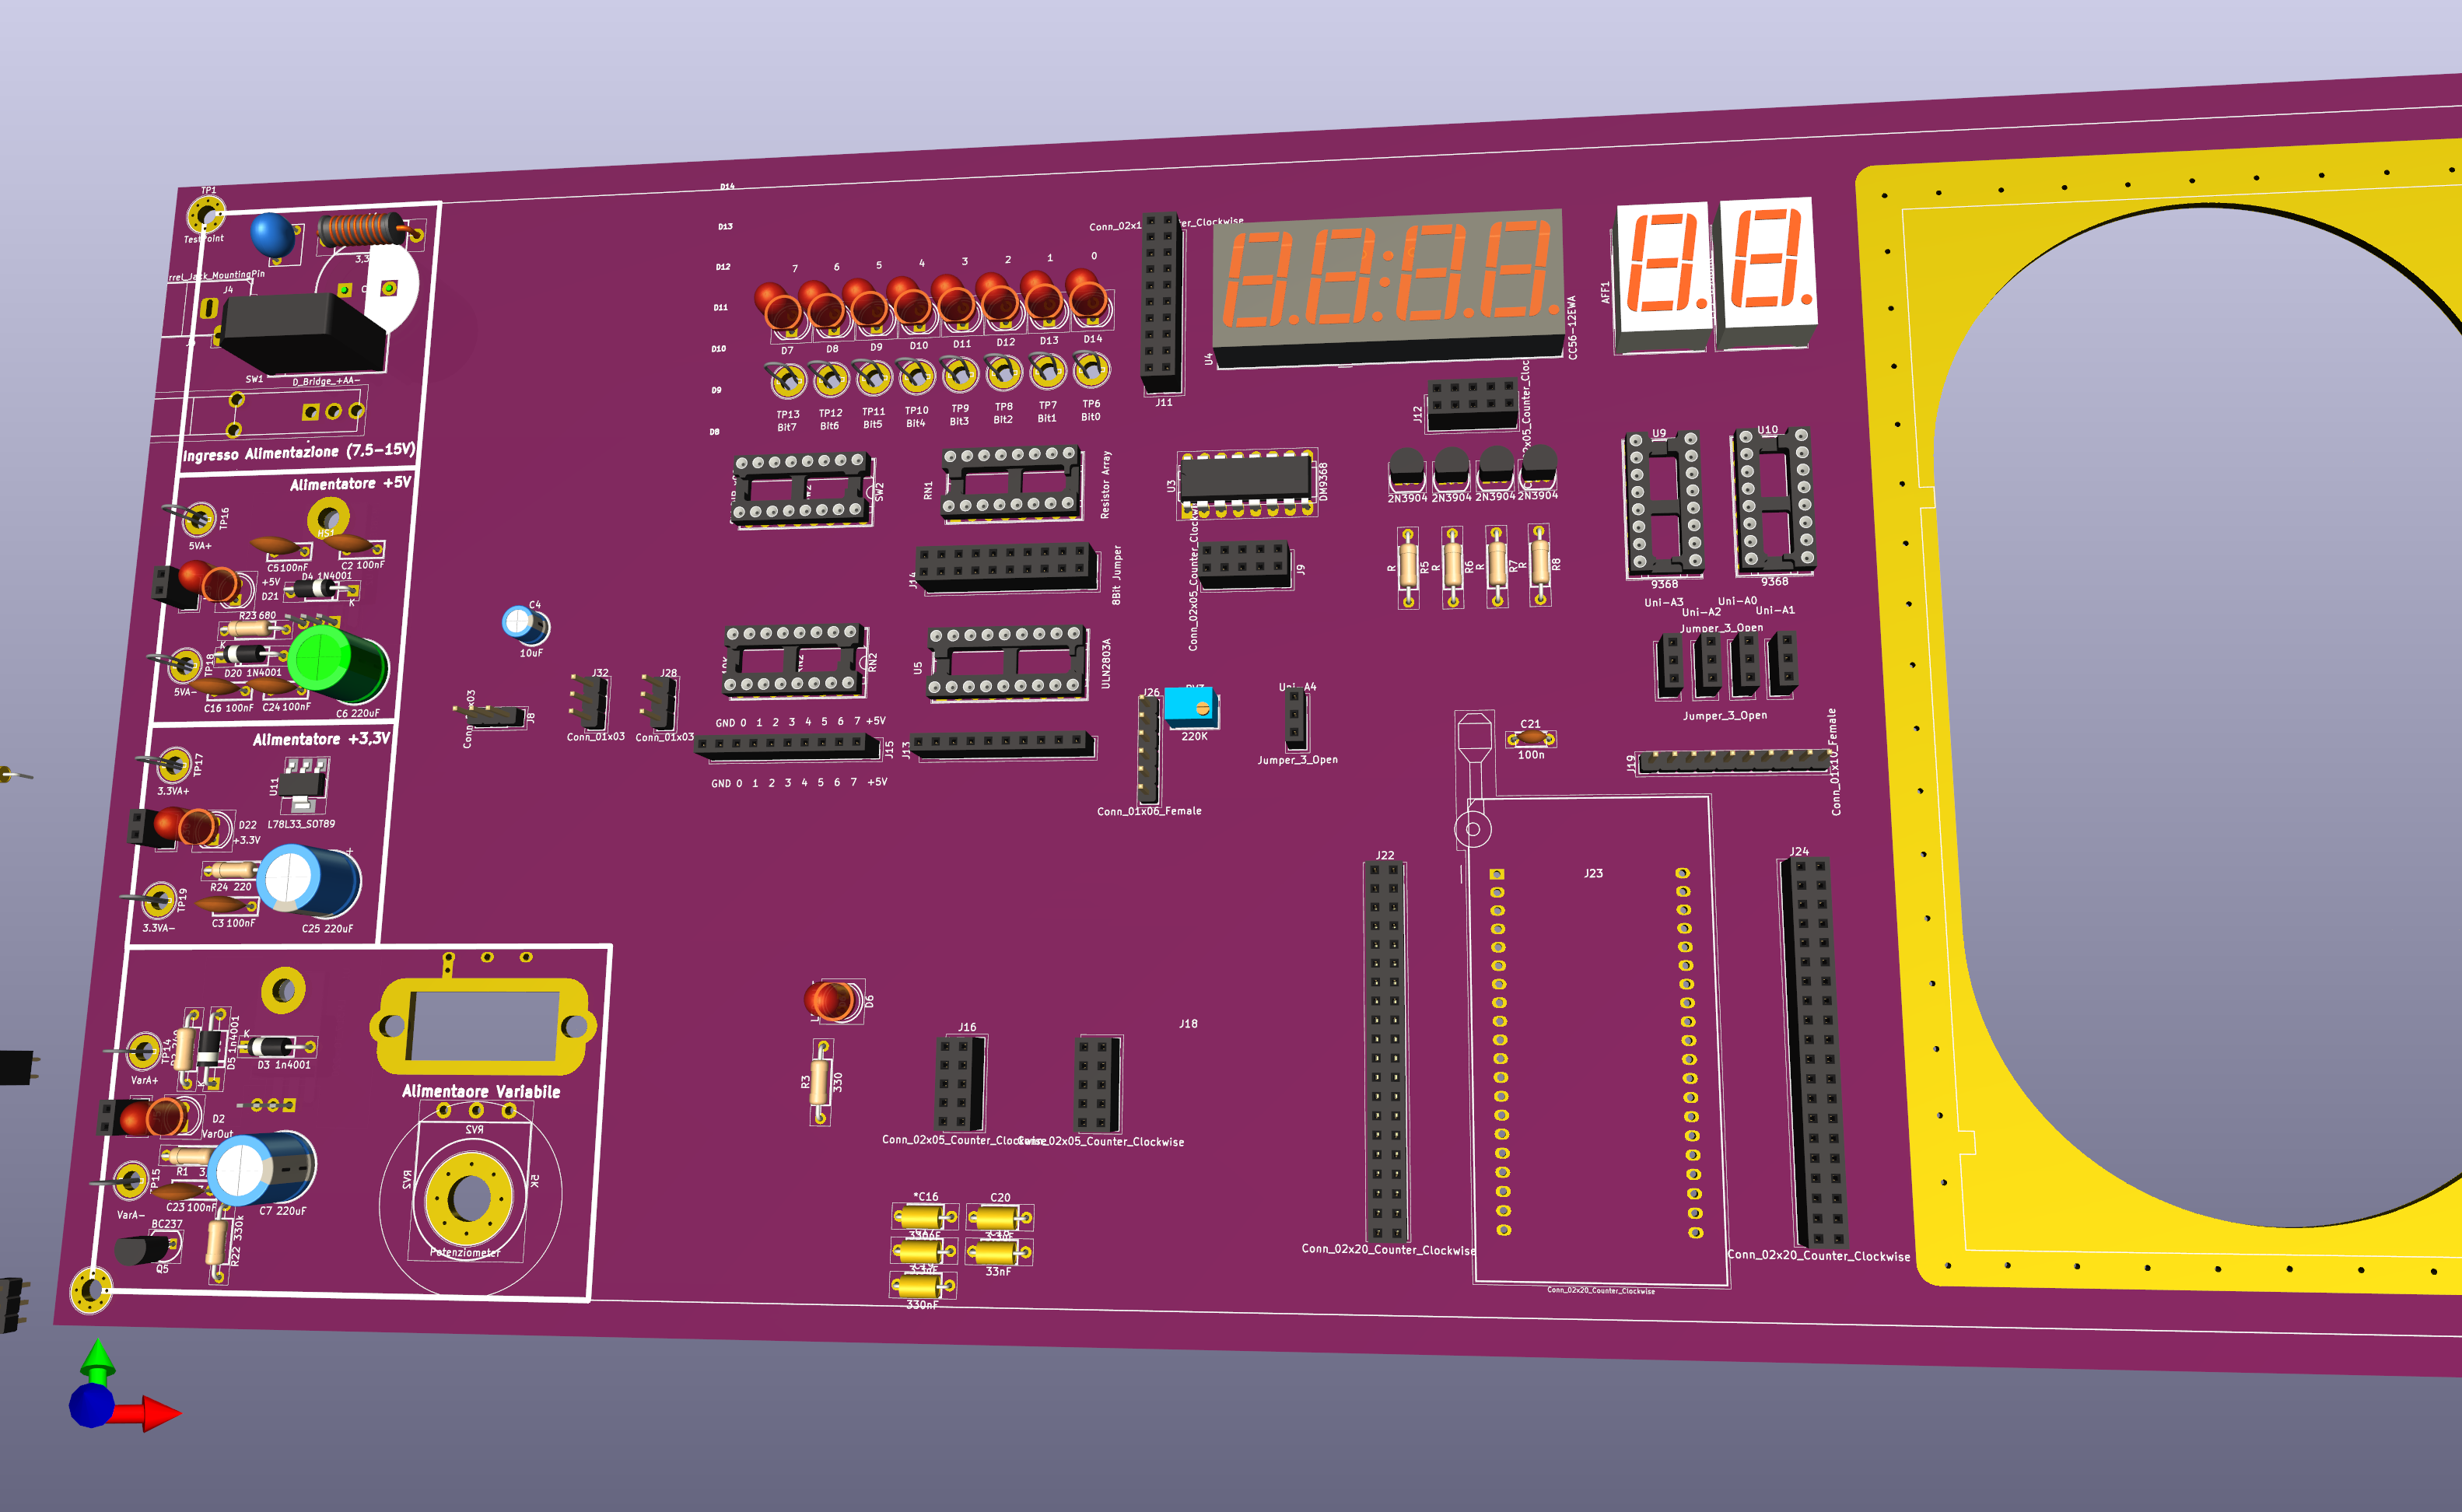 TP1
TestPoint
rrel_Jack_MountingPin
J4
SW1
D_Bridge_+AA-
Ingresso Alimentazione (7.5-15V)
Alimentatore +5V
TP16
5VA+
HS1
C5 100nF
C2 100nF
+5V
D21
D4 1N4001
K
R23 680
K
TP18
D20 1N4001
5VA-
C16 100nF
C24 100nF
C6 220uF
Alimentatore +3,3V
TP17
3.3VA+
U11
L78L33_SOT89
D22
+3.3V
R24 220
TP19
3.3VA-
C3 100nF
C25 220uF
+
TP14
VarA+
D5 1n4001
K
K
D3 1n4001
D2
VarOut
R1
TP15
VarA-
C23 100nF
C7 220uF
BC237
Q5
R22 330k
Alimentaore Variabile
RV2
RV2
5K
Potenziometer
D14
D13
D12
D11
D10
D9
D8
7 6 5 4 3 2 1 0
D7 D8 D9 D10 D11 D12 D13 D14
TP13 TP12 TP11 TP10 TP9 TP8 TP7 TP6
Bit7 Bit6 Bit5 Bit4 Bit3 Bit2 Bit1 Bit0
SW2
RN1
Resistor Array
J14
8Bit Jumper
C4
10uF
RN2
U5
ULN2803A
J8
J32
Conn_01x03
J28
Conn_01x03
GND 0 1 2 3 4 5 6 7 +5V
J15
J13
GND 0 1 2 3 4 5 6 7 +5V
J11
U4
CC56-12EWA
AFF1
J12
U3
DM9368
2N3904 2N3904 2N3904 2N3904
J9
R R5
R R6
R R7
R R8
U9
9368
U10
9368
Uni-A3
Uni-A2
Uni-A0
Uni-A1
Jumper_3_Open
Jumper_3_Open
J26
220K
Conn_01x06_Female
Uni-A4
Jumper_3_Open
C21
100n
J19
Conn_01x10_Female
D6
R3
330
J16
Conn_02x05_Counter_Clockwise
J18
J22
J23
J24
Conn_02x20_Counter_Clockwise
Conn_02x20_Counter_Clockwise
Conn_02x20_Counter_Clockwise
*C16
C20
33nF
330nF